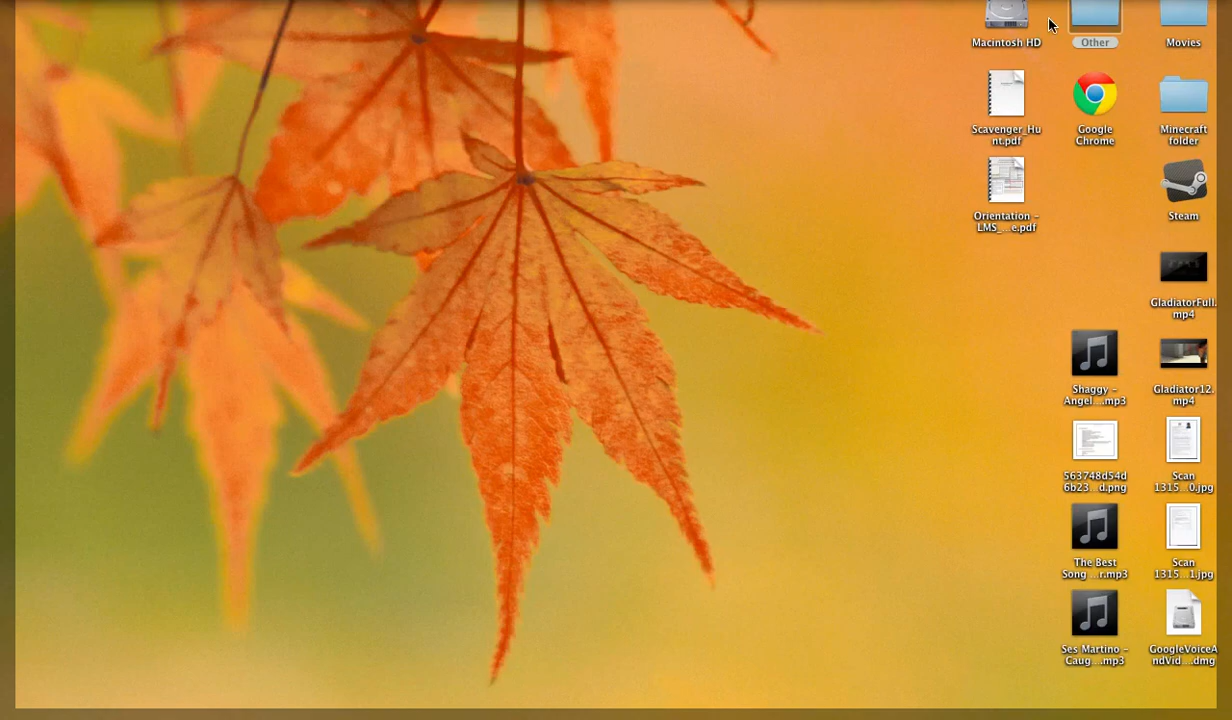 Macintosh HD
Other
Movies
Scavenger_Hu
nt.pdf
Google
Chrome
Minecraft
folder
Orientation -
LMS_...e.pdf
Steam
GladiatorFull.
mp4
Shaggy -
Angel....mp3
Gladiator12.
mp4
563748d54d
6b23...d.png
Scan
1315...0.jpg
The Best
Song ...r.mp3
Scan
1315...1.jpg
Ses Martino -
Caug....mp3
GoogleVoiceA
ndVid....dmg